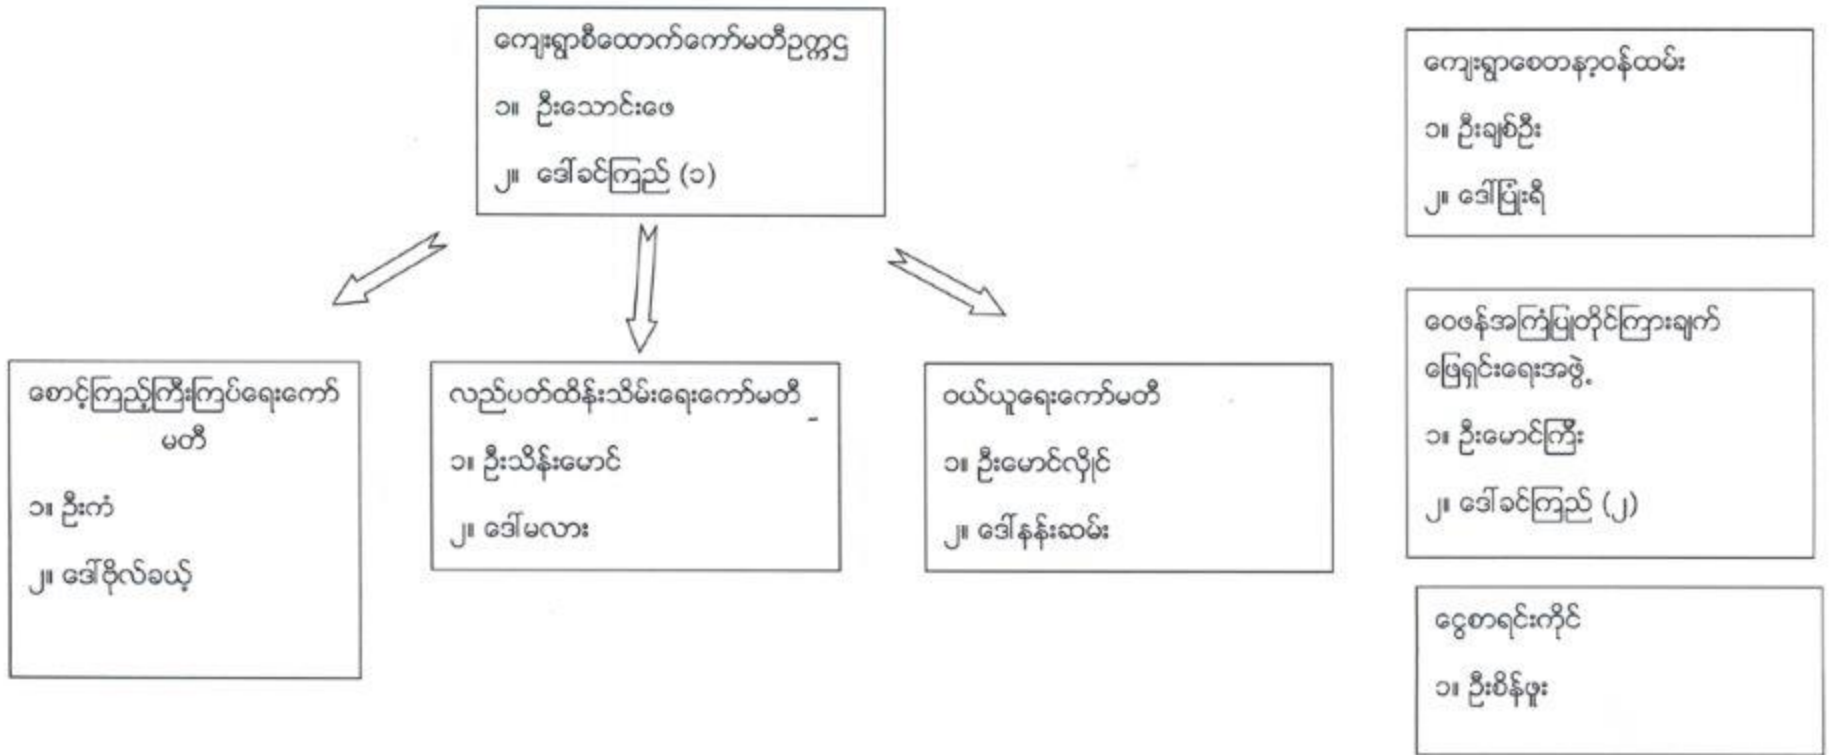 ကျေးရွာစီထောက်ကော်မတီဥက္ကဋ္ဌ
၁။ ဦးသောင်းဖေ
၂။ ဒေါ်ခင်ကြည် (၁)
စောင့်ကြည့်ကြီးကြပ်ရေးကော်
မတီ
၁။ ဦးကံ
၂။ ဒေါ်ဗိုလ်ခယ့်
လည်ပတ်ထိန်းသိမ်းရေးကော်မတီ
၁။ ဦးသိန်းမောင်
၂။ ဒေါ်မလား
ဝယ်ယူရေးကော်မတီ
၁။ ဦးမောင်လှိုင်
၂။ ဒေါ်နန်းဆမ်း
ကျေးရွာစေတနာ့ဝန်ထမ်း
၁။ ဦးချစ်ဦး
၂။ ဒေါ်ပြုံးရီ
ဝေဖန်အကြံပြုတိုင်ကြားချက်
ဖြေရှင်းရေးအဖွဲ့
၁။ ဦးမောင်ကြီး
၂။ ဒေါ်ခင်ကြည် (၂)
ငွေစာရင်းကိုင်
၁။ ဦးစိန်ဖူး